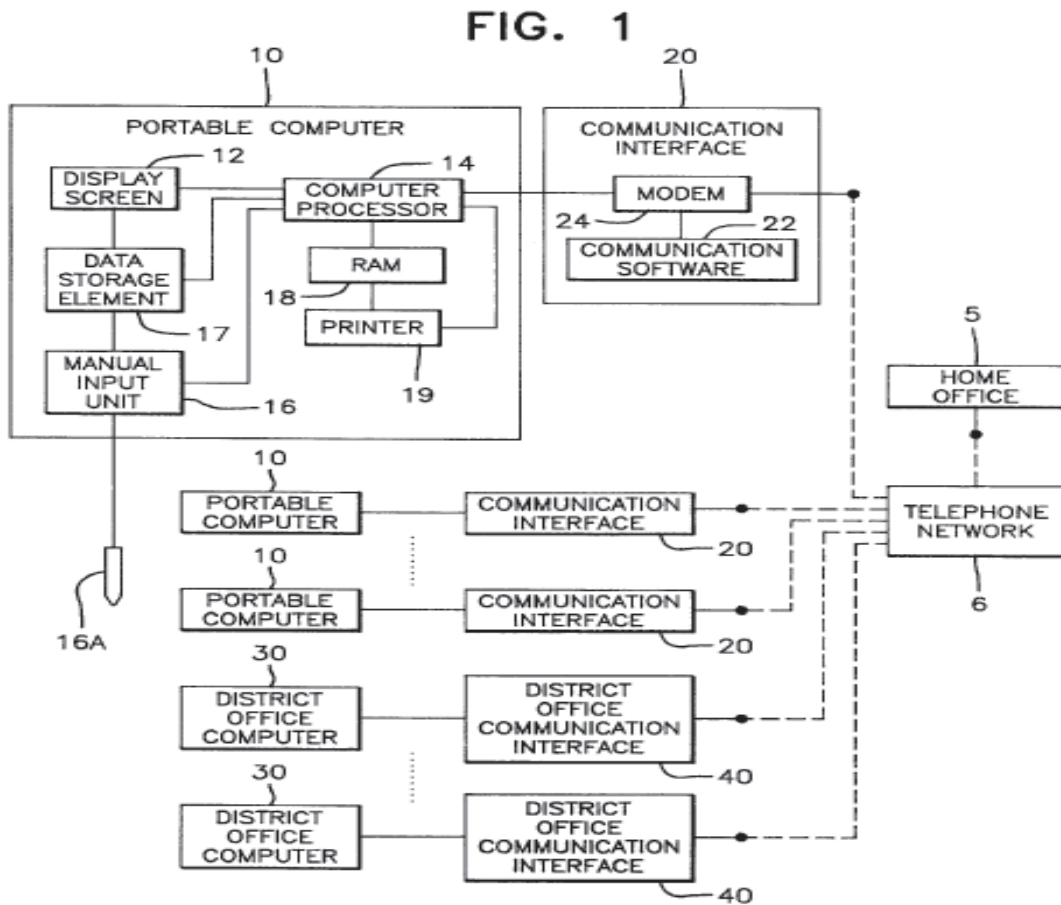 FIG. 1
10
20
PORTABLE COMPUTER
12
DISPLAY
SCREEN
14
COMPUTER
PROCESSOR
DATA
STORAGE
ELEMENT
17
RAM
18
PRINTER
19
MANUAL
INPUT
UNIT
16
16A
COMMUNICATION
INTERFACE
MODEM
24
22
COMMUNICATION
SOFTWARE
5
HOME
OFFICE
TELEPHONE
NETWORK
6
10
PORTABLE
COMPUTER
COMMUNICATION
INTERFACE
20
10
PORTABLE
COMPUTER
COMMUNICATION
INTERFACE
20
30
DISTRICT
OFFICE
COMPUTER
DISTRICT
OFFICE
COMMUNICATION
INTERFACE
40
30
DISTRICT
OFFICE
COMPUTER
DISTRICT
OFFICE
COMMUNICATION
INTERFACE
40